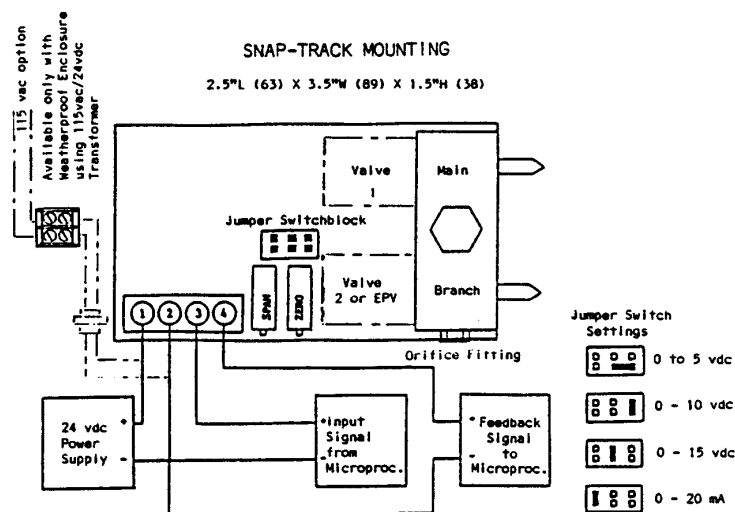 SNAP-TRACK MOUNTING
2.5"L (63) X 3.5"W (89) X 1.5"H (38)
115 vac option
Available only with
Weatherproof Enclosure
using 115vac/24vdc
Transformer
Valve
1
Main
Jumper Switchblock
SPAN
ZERO
Valve
2 or EPV
Branch
1 2 3 4
Orifice Fitting
24 vdc
Power
Supply
+
-
+Input
Signal
from
-Microproc.
+Feedback
Signal
to
-Microproc.
Jumper Switch
Settings
0 to 5 vdc
0 - 10 vdc
0 - 15 vdc
0 - 20 mA